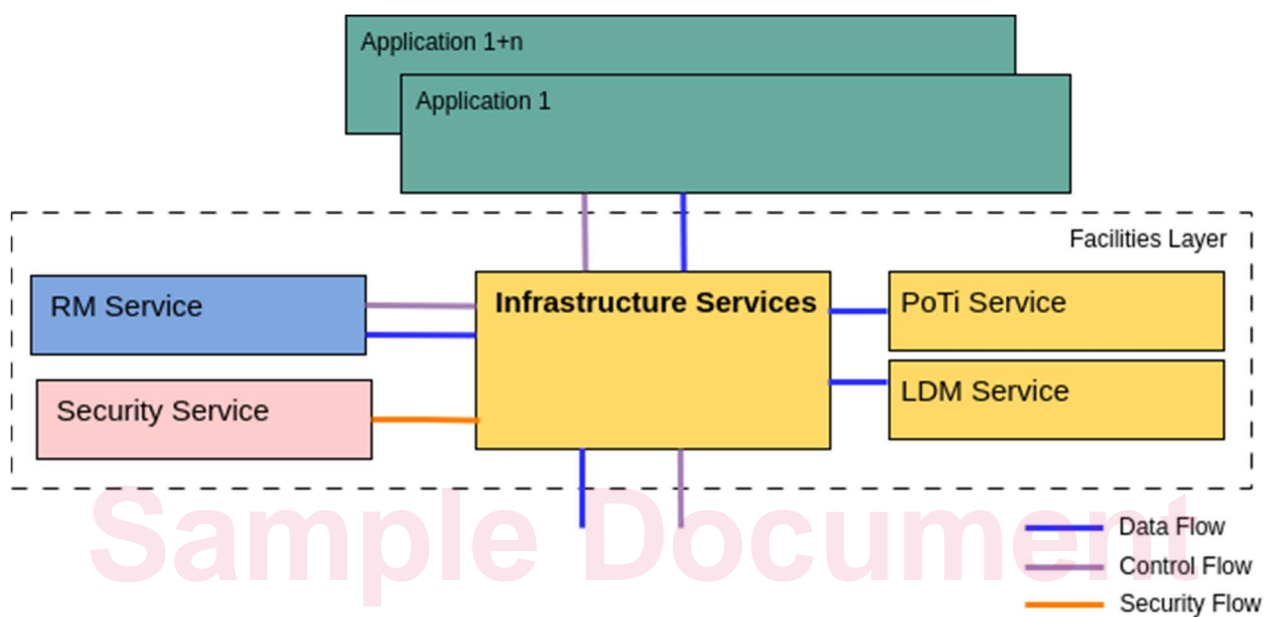 Application 1+n
Application 1
Facilities Layer
RM Service
Infrastructure Services
PoTi Service
Security Service
LDM Service
Sample Document
Data Flow
Control Flow
Security Flow